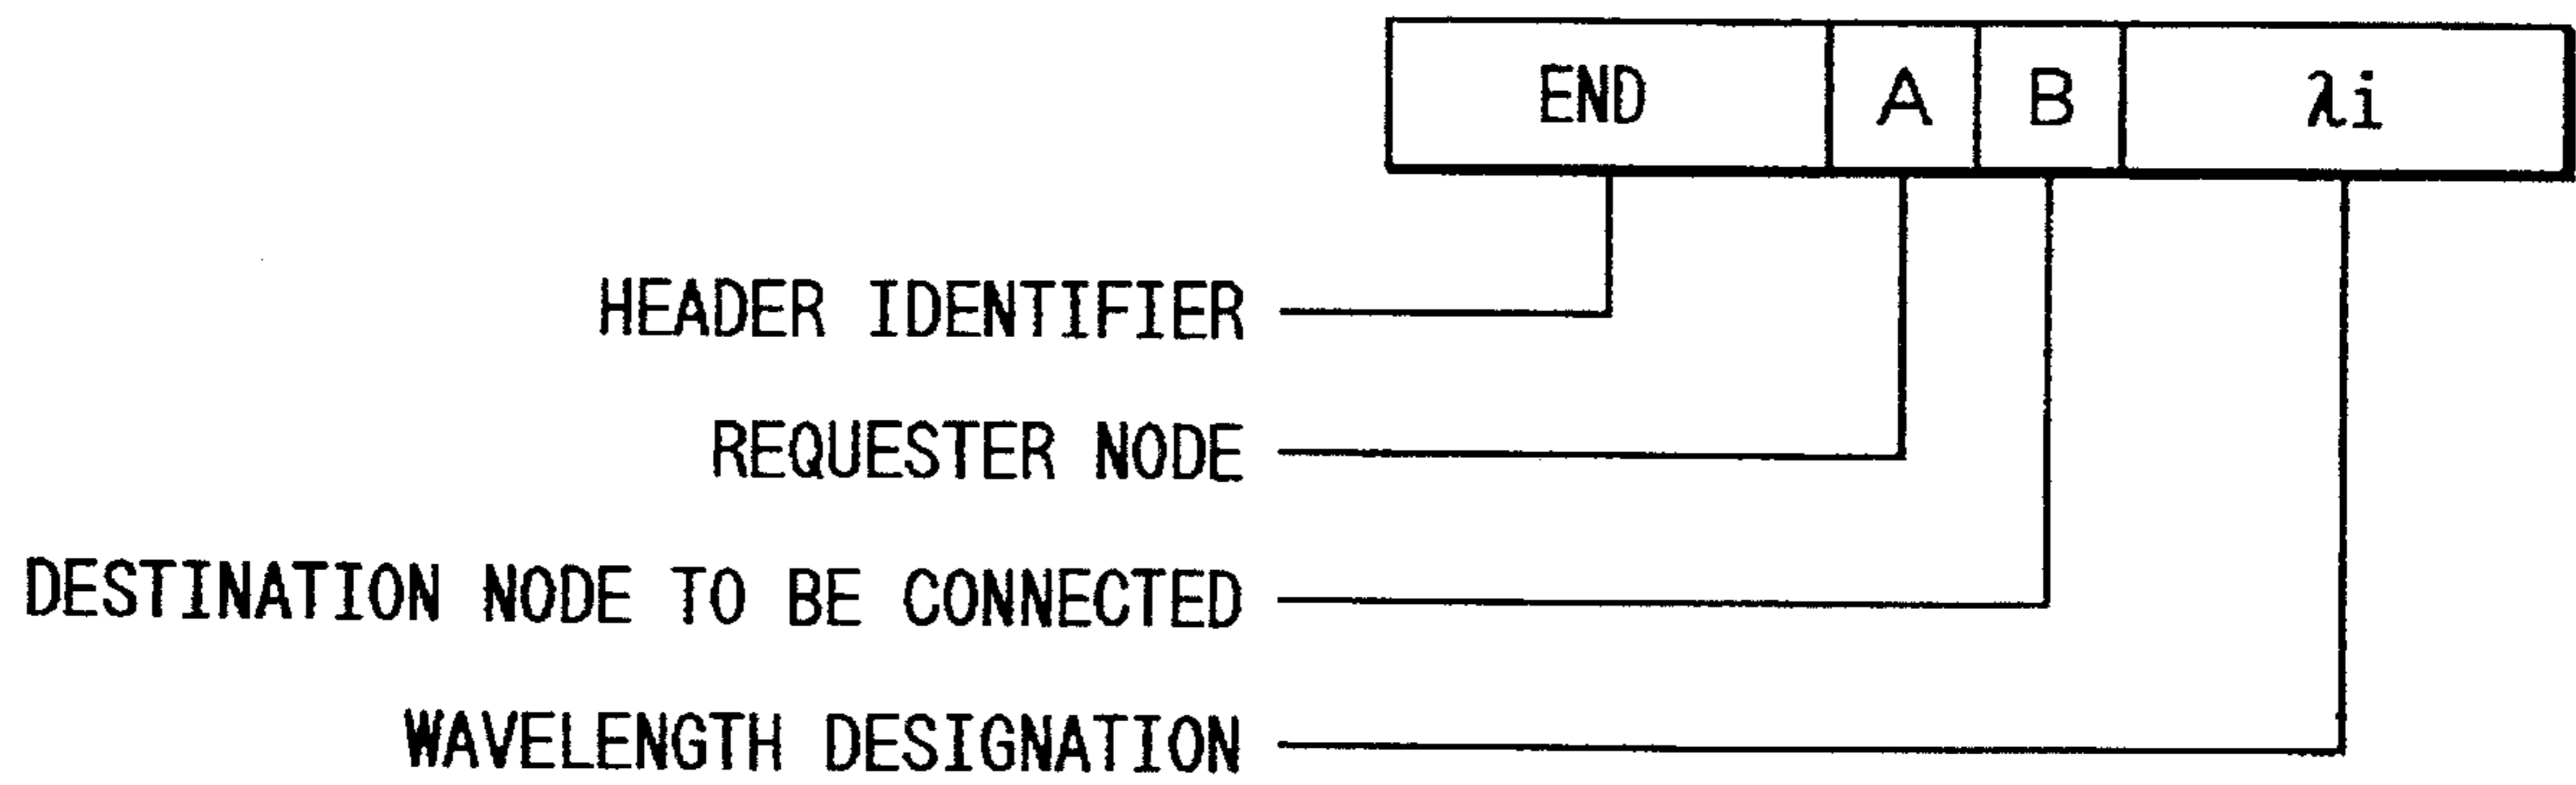 END A B λi
HEADER IDENTIFIER
REQUESTER NODE
DESTINATION NODE TO BE CONNECTED
WAVELENGTH DESIGNATION